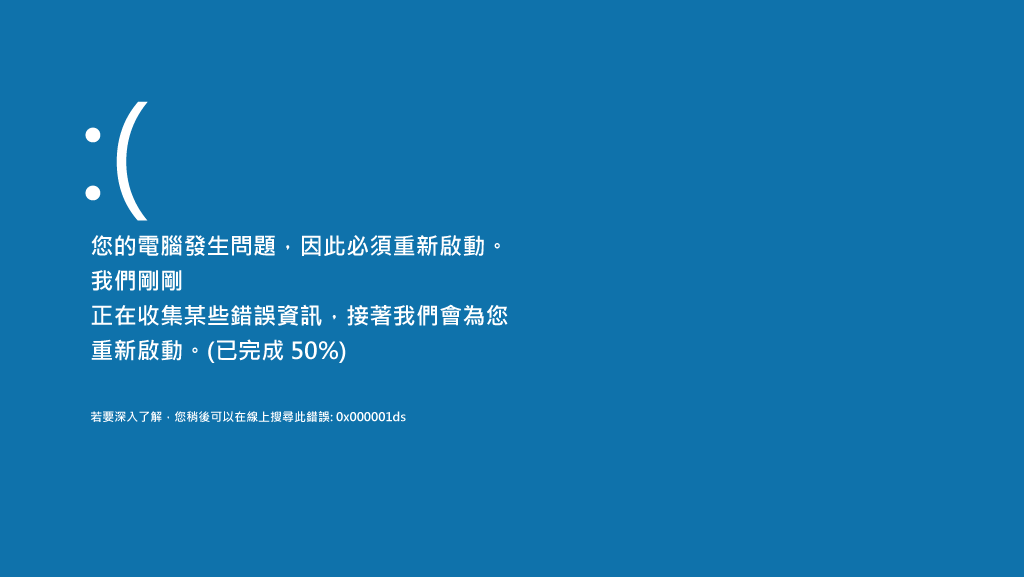 :(
您的電腦發生問題，因此必須重新啟動。
我們剛剛
正在收集某些錯誤資訊，接著我們會為您
重新啟動。(已完成 50%)
若要深入了解，您稍後可以在線上搜尋此錯誤: 0x000001ds